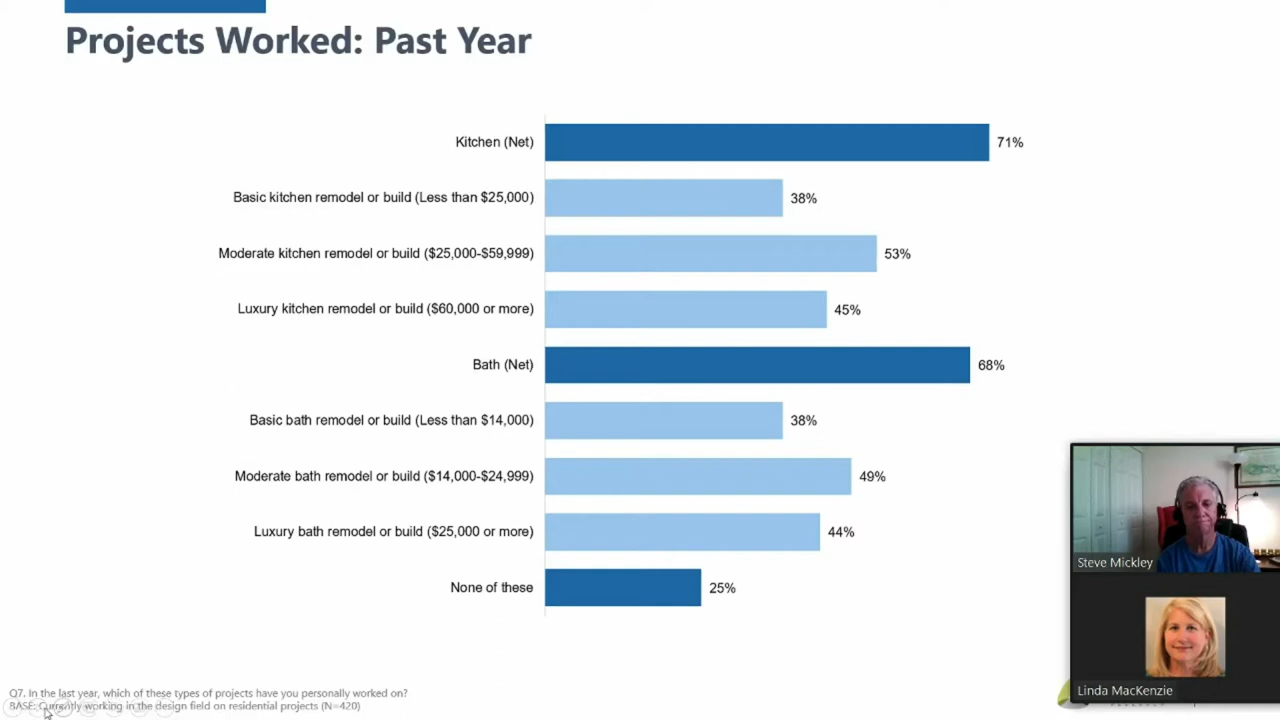 Projects Worked: Past Year
Kitchen (Net) 71%
Basic kitchen remodel or build (Less than $25,000) 38%
Moderate kitchen remodel or build ($25,000-$59,999) 53%
Luxury kitchen remodel or build ($60,000 or more) 45%
Bath (Net) 68%
Basic bath remodel or build (Less than $14,000) 38%
Moderate bath remodel or build ($14,000-$24,999) 49%
Luxury bath remodel or build ($25,000 or more) 44%
None of these 25%
Steve Mickley
Linda MacKenzie
Q7. In the last year, which of these types of projects have you personally worked on?
BASE: Currently working in the design field on residential projects (N=420)